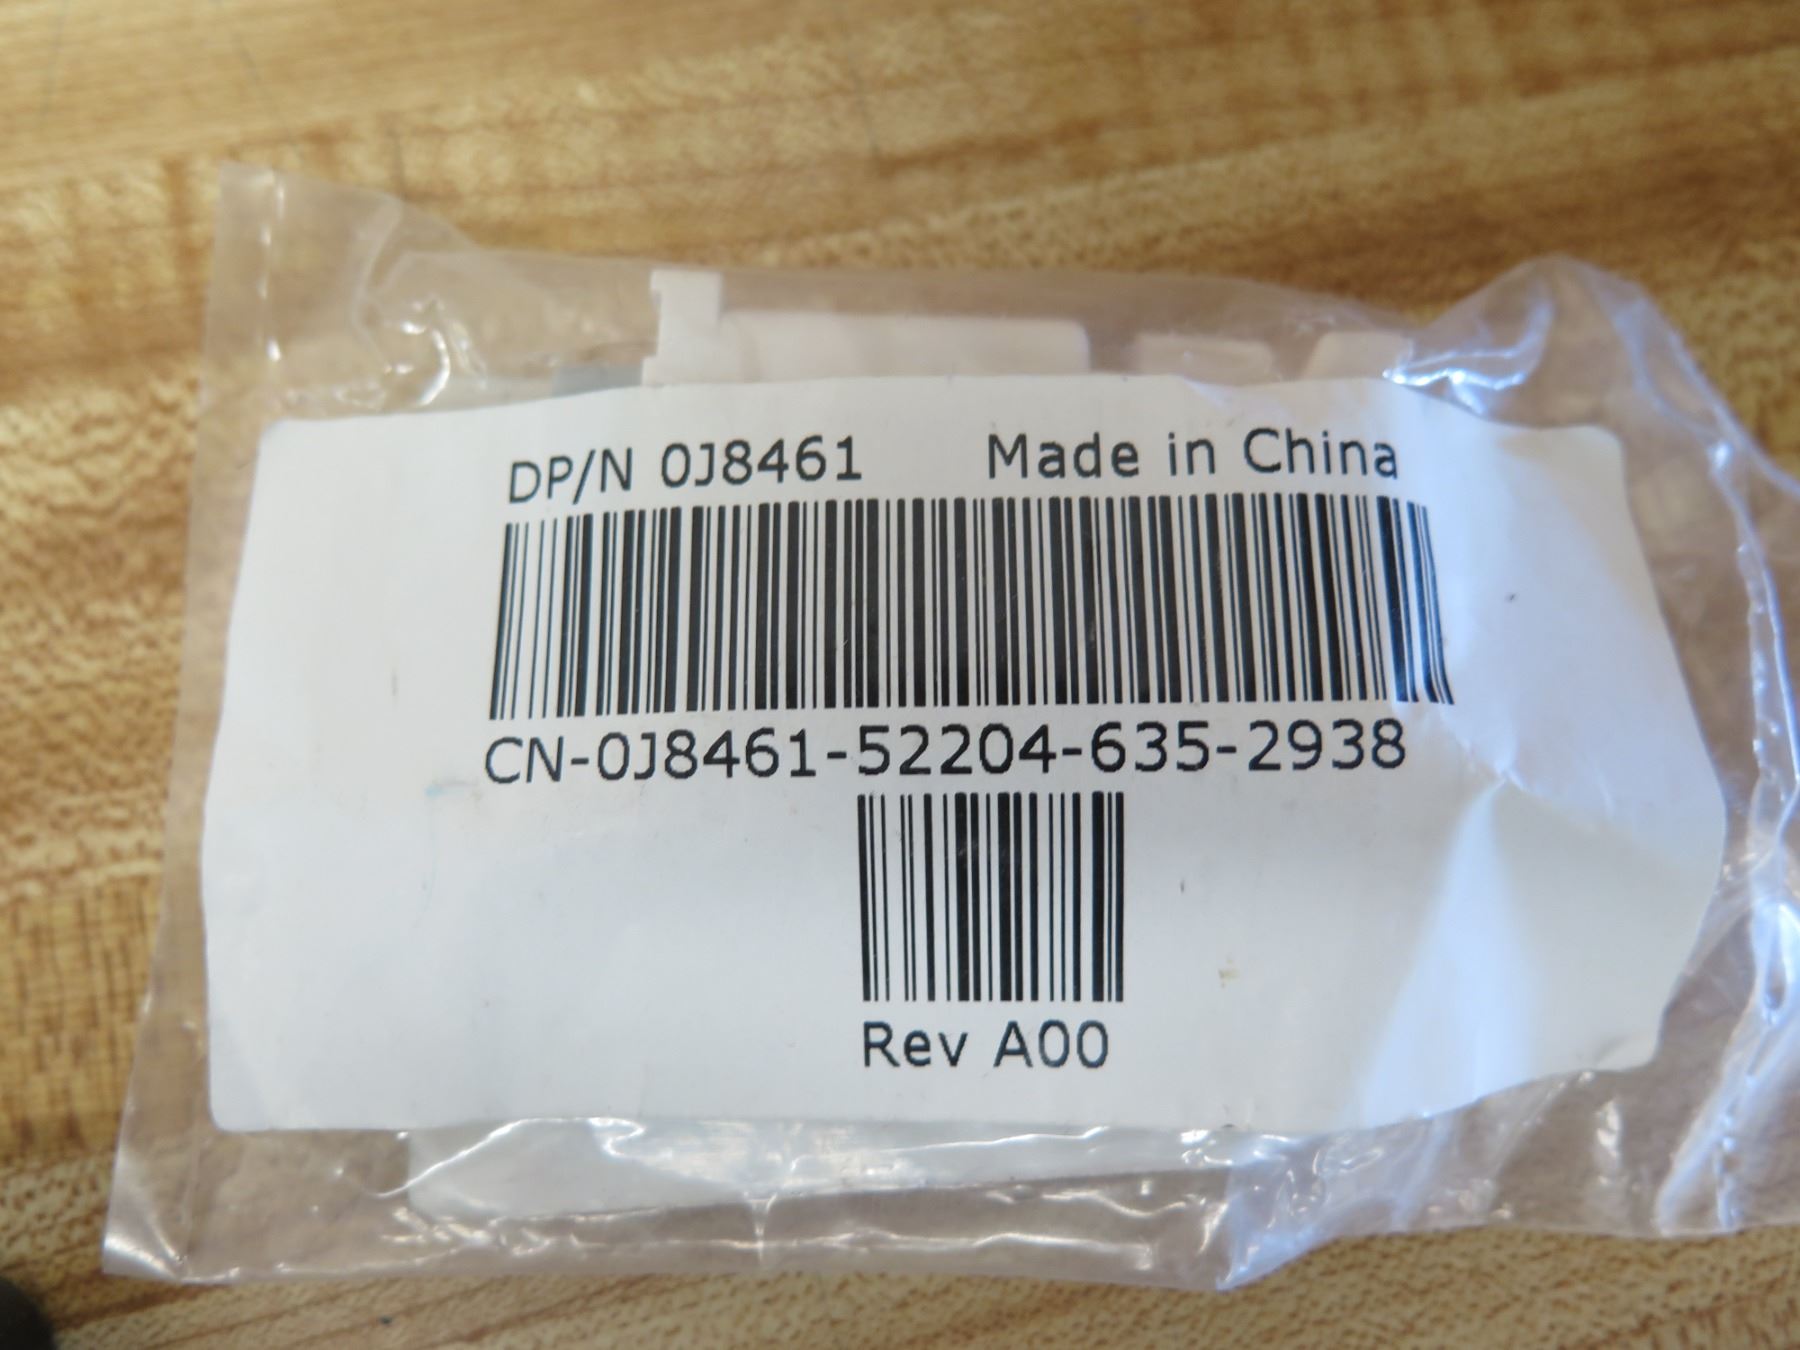 DP/N 0J8461 Made in China
CN-0J8461-52204-635-2938
Rev A00